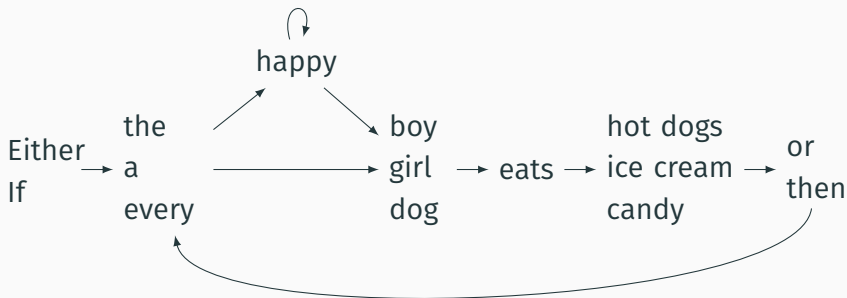 happy
Either
If
the
a
every
boy
girl
dog
eats
hot dogs
ice cream
candy
or
then